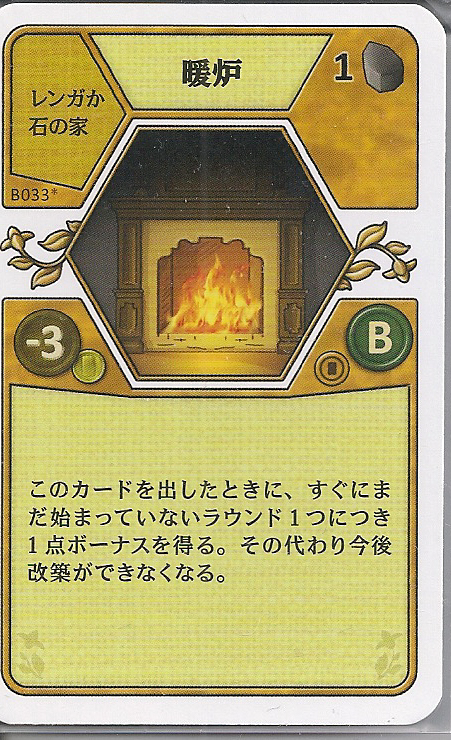 暖炉
1
レンガか
石の家
B033*
-3
B
このカードを出したときに、すぐにま
だ始まっていないラウンド1つにつき
1点ボーナスを得る。その代わり今後
改築ができなくなる。